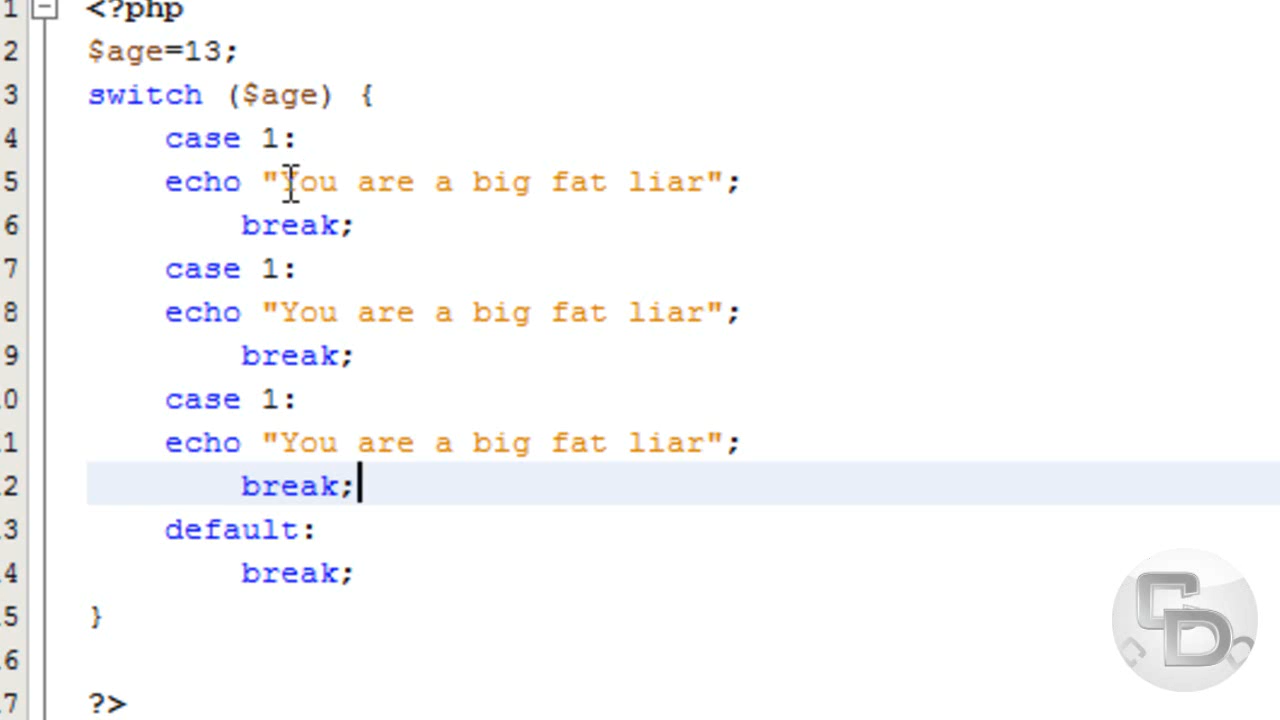 1 <?php
2 $age=13;
3 switch ($age) {
4 case 1:
5 echo "You are a big fat liar";
6 break;
7 case 1:
8 echo "You are a big fat liar";
9 break;
0 case 1:
1 echo "You are a big fat liar";
2 break;
3 default:
4 break;
5 }
6
7 ?>
CD